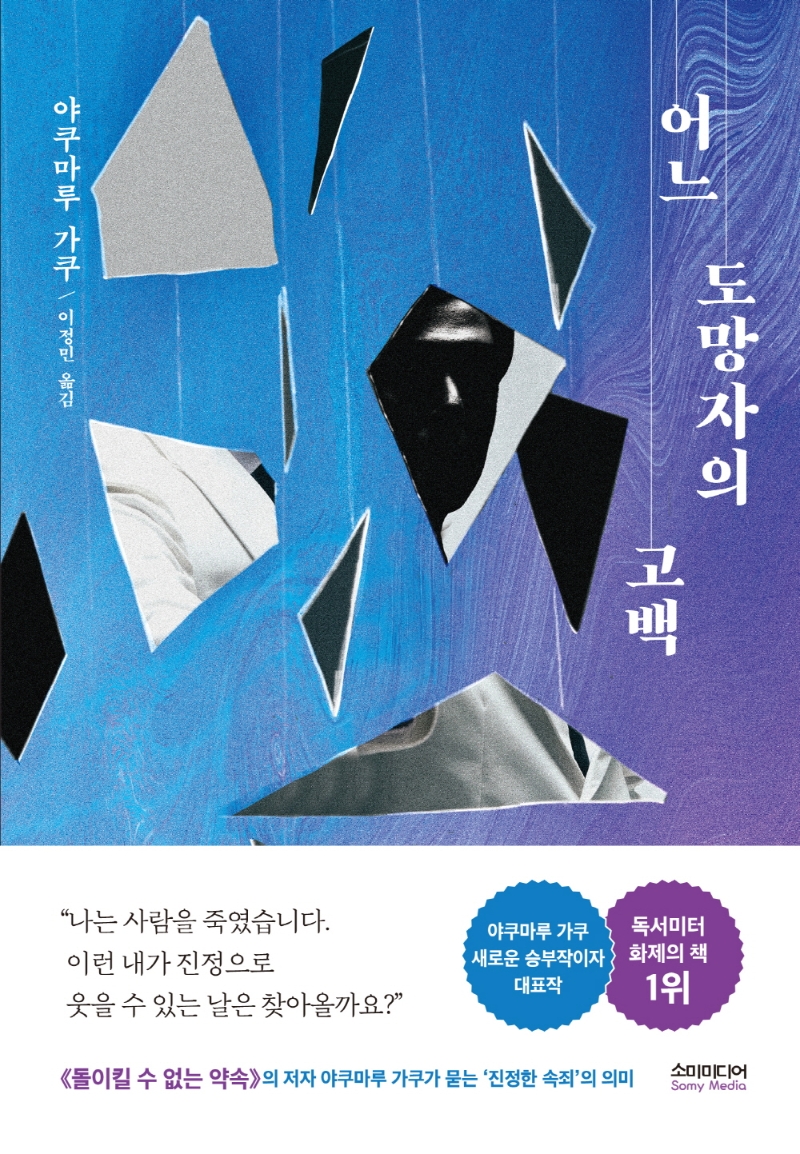 어느
도망자의
고백
야쿠마루 가쿠 / 이정민 옮김
“나는 사람을 죽였습니다.
이런 내가 진정으로
웃을 수 있는 날은 찾아올까요?”
야쿠마루 가쿠
새로운 승부작이자
대표작
독서미터
화제의 책
1위
《돌이킬 수 없는 약속》의 저자 야쿠마루 가쿠가 묻는 ‘진정한 속죄’의 의미
소미미디어
Somy Media